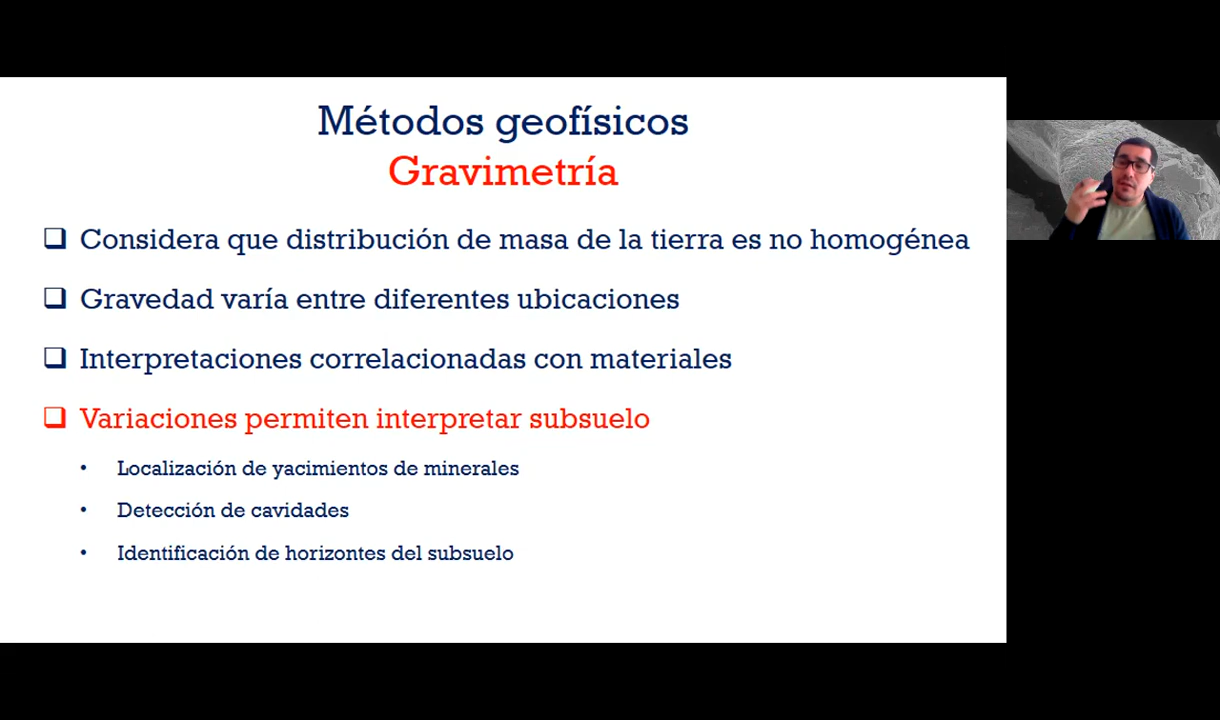 Métodos geofísicos
Gravimetría
Considera que distribución de masa de la tierra es no homogénea
Gravedad varía entre diferentes ubicaciones
Interpretaciones correlacionadas con materiales
Variaciones permiten interpretar subsuelo
Localización de yacimientos de minerales
Detección de cavidades
Identificación de horizontes del subsuelo